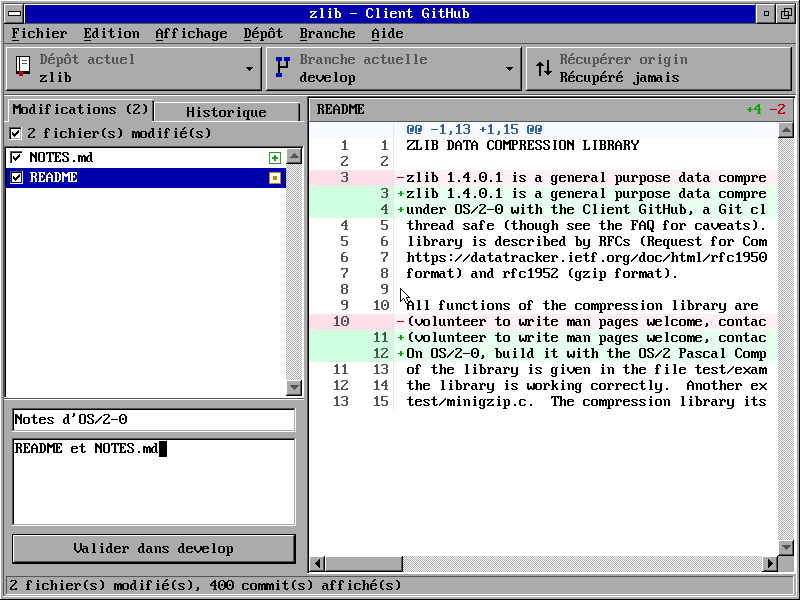 zlib - Client GitHub
Fichier Edition Affichage Dépôt Branche Aide
Dépôt actuel
zlib
Branche actuelle
develop
Récupérer origin
Récupéré jamais
Modifications (2) Historique
2 fichier(s) modifié(s)
NOTES.md
README
Notes d'OS/2-0
README et NOTES.md
Valider dans develop
README +4 -2
@@ -1,13 +1,15 @@
1 1 ZLIB DATA COMPRESSION LIBRARY
2 2
3 -zlib 1.4.0.1 is a general purpose data compre
3 +zlib 1.4.0.1 is a general purpose data compre
4 +under OS/2-0 with the Client GitHub, a Git cl
4 5 thread safe (though see the FAQ for caveats).
5 6 library is described by RFCs (Request for Com
6 7 https://datatracker.ietf.org/doc/html/rfc1950
7 8 format) and rfc1952 (gzip format).
8 9
9 10 All functions of the compression library are
10 -(volunteer to write man pages welcome, contac
11 +(volunteer to write man pages welcome, contac
12 +On OS/2-0, build it with the OS/2 Pascal Comp
11 13 of the library is given in the file test/exam
12 14 the library is working correctly.  Another ex
13 15 test/minigzip.c.  The compression library its
2 fichier(s) modifié(s), 400 commit(s) affiché(s)